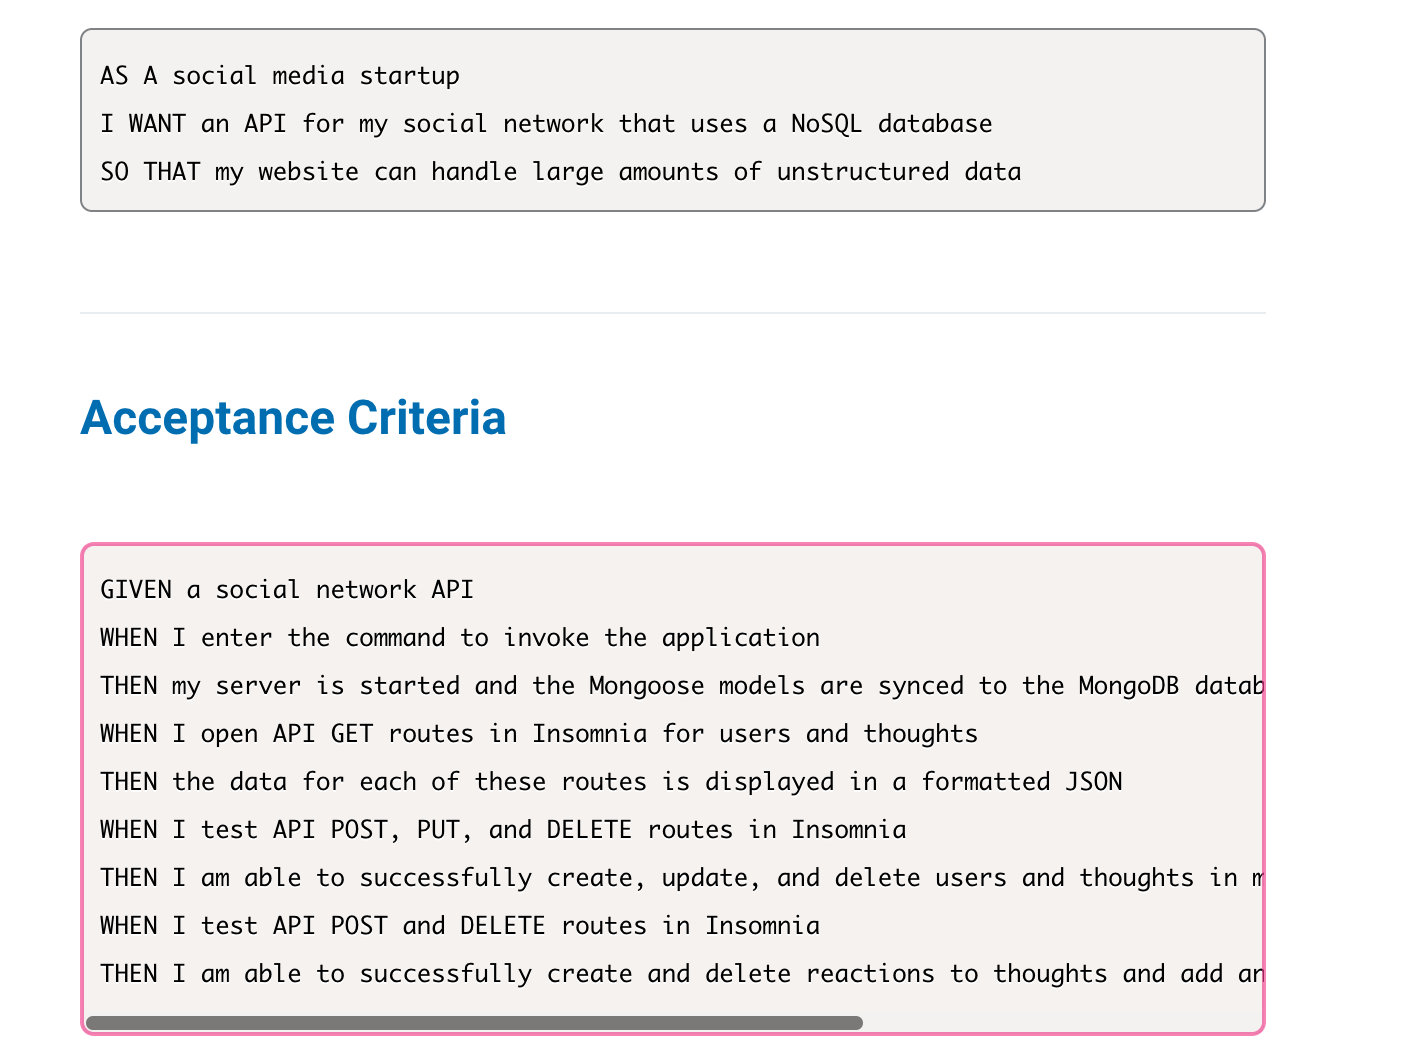 AS A social media startup
I WANT an API for my social network that uses a NoSQL database
SO THAT my website can handle large amounts of unstructured data
Acceptance Criteria
GIVEN a social network API
WHEN I enter the command to invoke the application
THEN my server is started and the Mongoose models are synced to the MongoDB datab
WHEN I open API GET routes in Insomnia for users and thoughts
THEN the data for each of these routes is displayed in a formatted JSON
WHEN I test API POST, PUT, and DELETE routes in Insomnia
THEN I am able to successfully create, update, and delete users and thoughts in m
WHEN I test API POST and DELETE routes in Insomnia
THEN I am able to successfully create and delete reactions to thoughts and add an